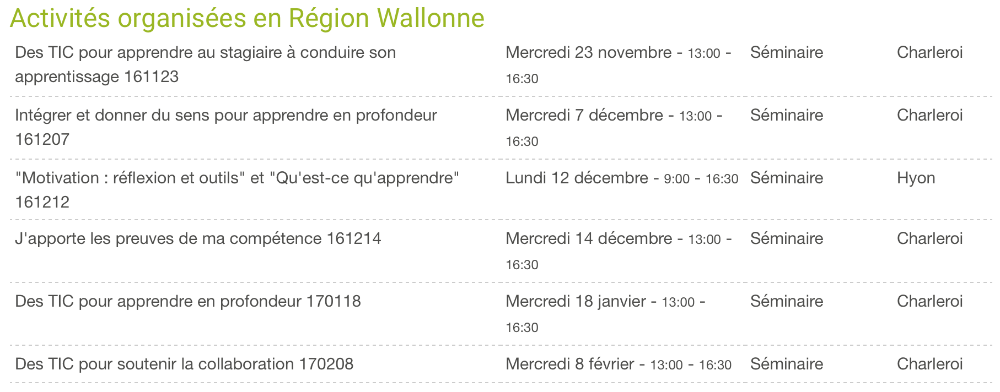 Activités organisées en Région Wallonne
Des TIC pour apprendre au stagiaire à conduire son Mercredi 23 novembre - 13:00 - Séminaire Charleroi
apprentissage 161123 16:30
Intégrer et donner du sens pour apprendre en profondeur Mercredi 7 décembre - 13:00 - Séminaire Charleroi
161207 16:30
"Motivation : réflexion et outils" et "Qu'est-ce qu'apprendre" Lundi 12 décembre - 9:00 - 16:30 Séminaire Hyon
161212
J'apporte les preuves de ma compétence 161214 Mercredi 14 décembre - 13:00 - Séminaire Charleroi
16:30
Des TIC pour apprendre en profondeur 170118 Mercredi 18 janvier - 13:00 - Séminaire Charleroi
16:30
Des TIC pour soutenir la collaboration 170208 Mercredi 8 février - 13:00 - 16:30 Séminaire Charleroi